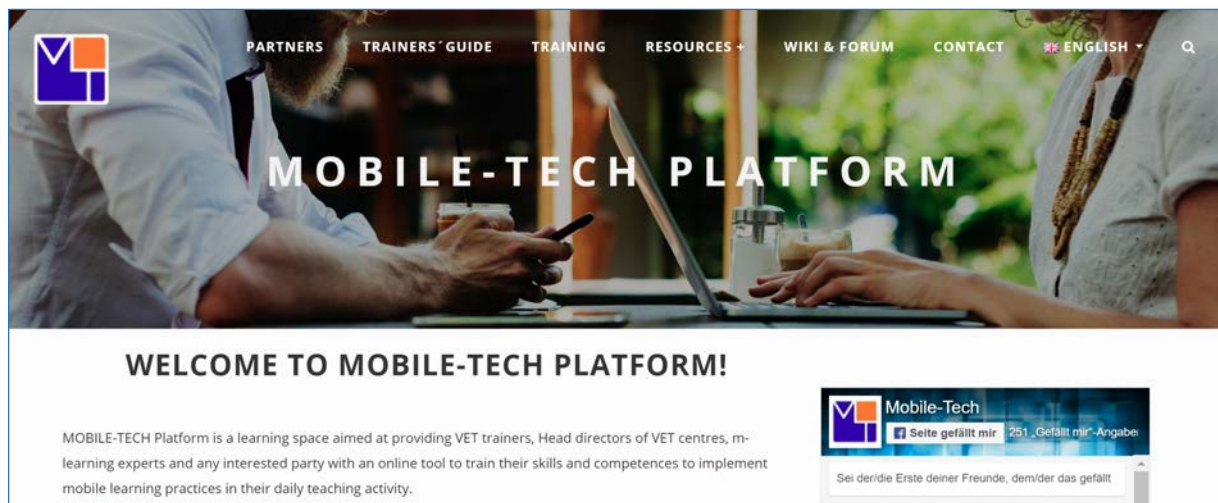 PARTNERS TRAINERS´GUIDE TRAINING RESOURCES + WIKI & FORUM CONTACT ENGLISH
MT
MOBILE-TECH PLATFORM
WELCOME TO MOBILE-TECH PLATFORM!
MOBILE-TECH Platform is a learning space aimed at providing VET trainers, Head directors of VET centres, m-
learning experts and any interested party with an online tool to train their skills and competences to implement
mobile learning practices in their daily teaching activity.
MT
Mobile-Tech
f Seite gefällt mir 251 „Gefällt mir“-Angabe
Sei der/die Erste deiner Freunde, dem/der das gefällt